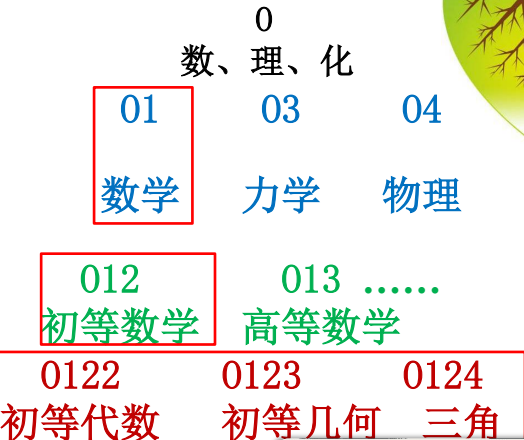 0
数、理、化
01 03 04
数学 力学 物理
012 013 ……
初等数学 高等数学
0122 0123 0124
初等代数 初等几何 三角